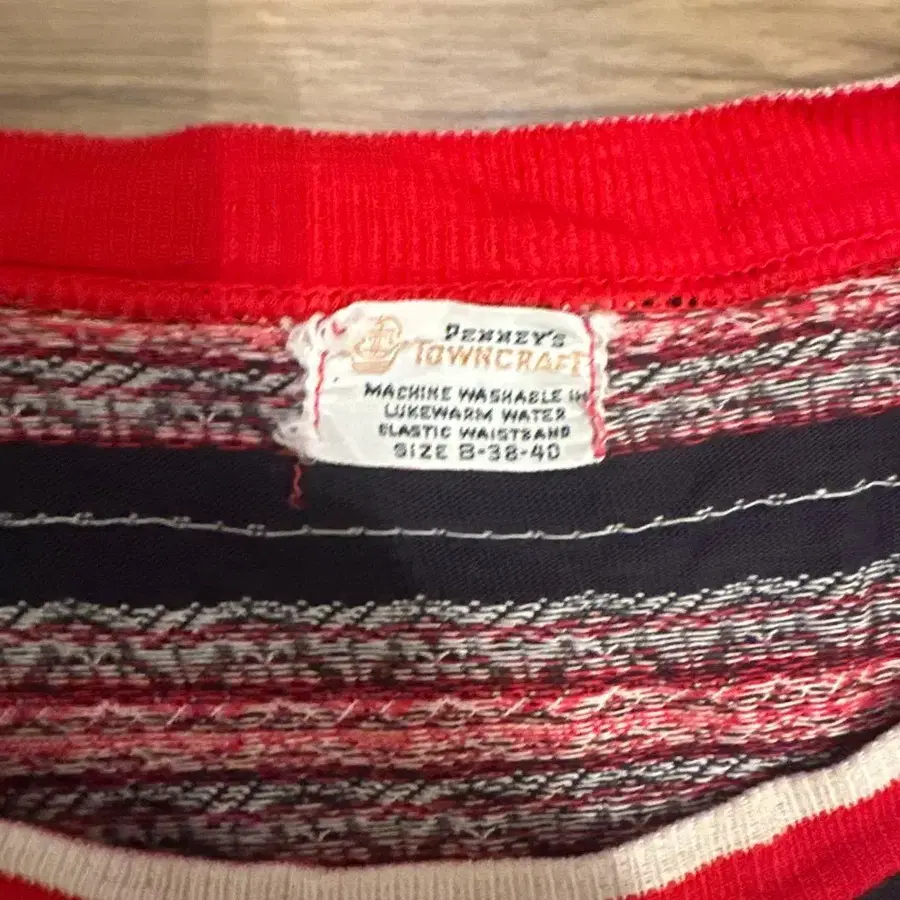 PENNEY'S
TOWNCRAFT
MACHINE WASHABLE IN
LUKEWARM WATER
ELASTIC WAISTBAND
SIZE B-38-40